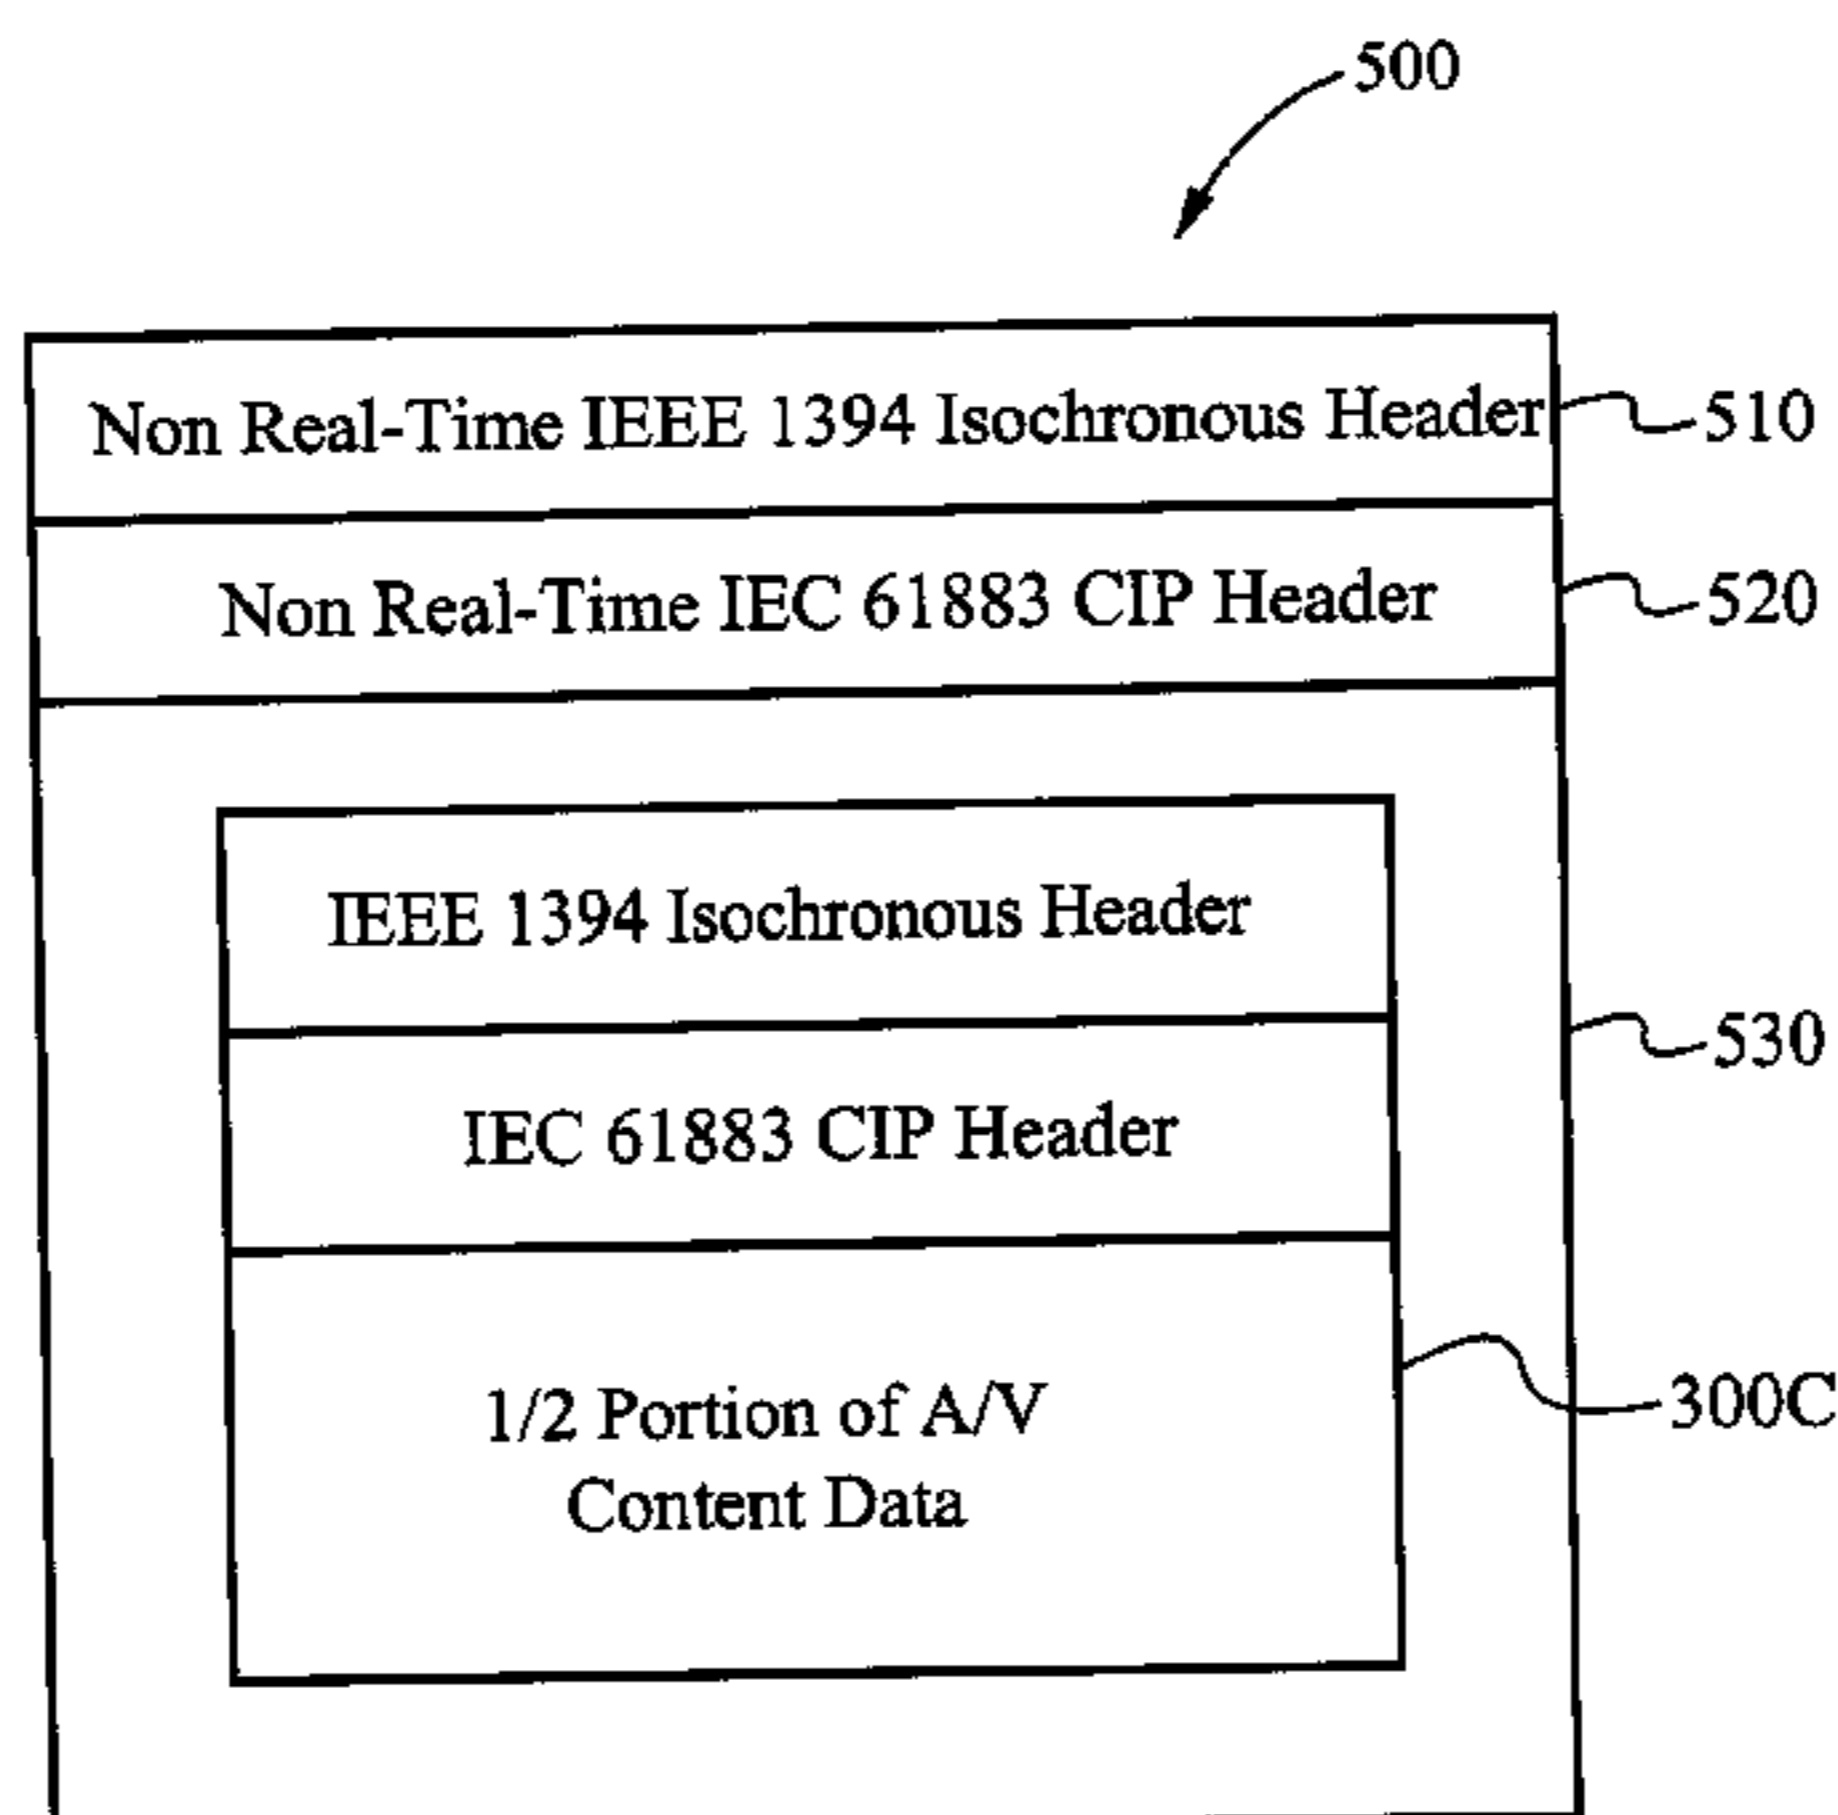 500
Non Real-Time IEEE 1394 Isochronous Header
510
Non Real-Time IEC 61883 CIP Header
520
IEEE 1394 Isochronous Header
530
IEC 61883 CIP Header
300C
1/2 Portion of A/V
Content Data